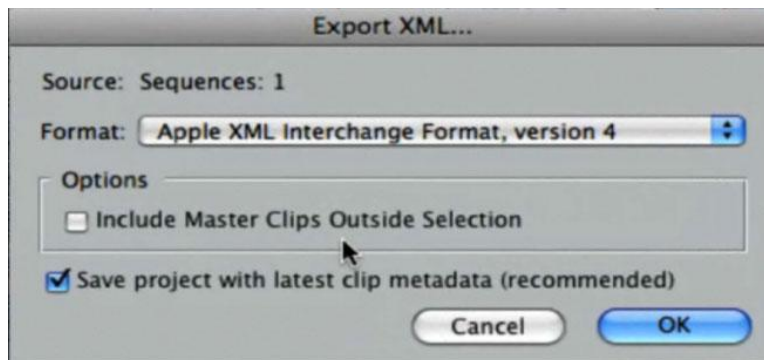 Export XML...
Source: Sequences: 1
Format: Apple XML Interchange Format, version 4
Options
Include Master Clips Outside Selection
Save project with latest clip metadata (recommended)
Cancel OK